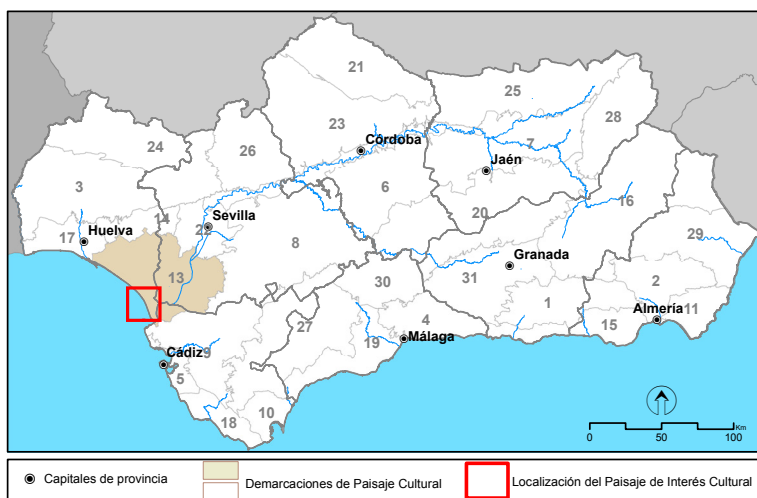 21
25
28
23
Córdoba
7
24
26
Jaén
3
6
16
14
20
Sevilla
22
17
Huelva
8
29
Granada
13
31
2
30
1
Almería
11
27
4
15
Málaga
19
9
Cádiz
5
18
10
Km
0
50
100
Capitales de provincia
Demarcaciones de Paisaje Cultural
Localización del Paisaje de Interés Cultural